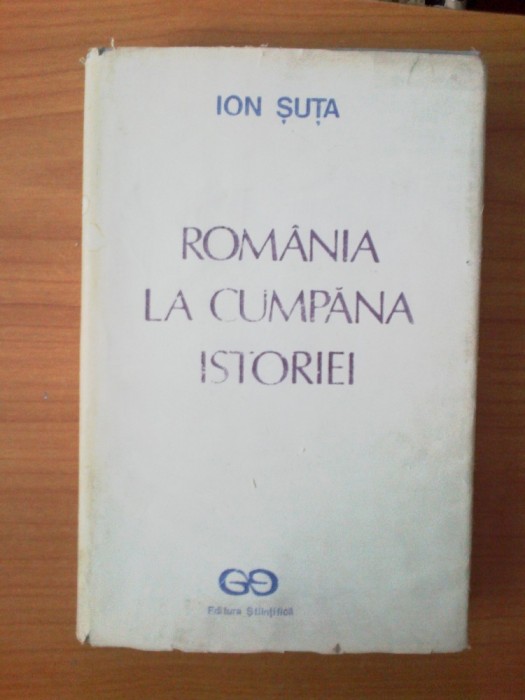 ION ȘUȚA
ROMÂNIA
LA CUMPĂNA
ISTORIEI
Editura Științifică